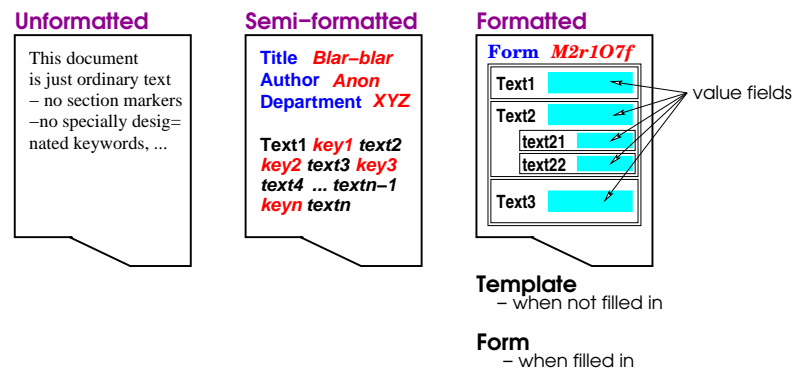 Unformatted
This document
is just ordinary text
– no section markers
–no specially desig=
nated keywords, ...
Semi–formatted
Title Blar–blar
Author Anon
Department XYZ
Text1 key1 text2
key2 text3 key3
text4 ... textn–1
keyn textn
Formatted
Form M2r1O7f
Text1
Text2
text21
text22
Text3
value fields
Template
– when not filled in
Form
– when filled in